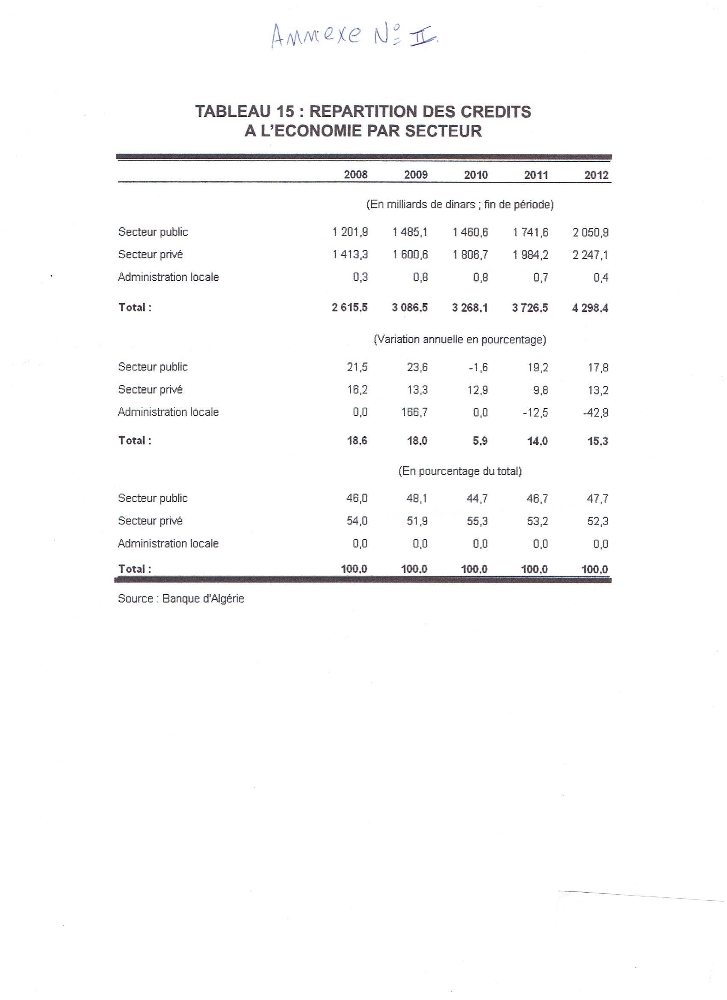 Annexe N° II.
TABLEAU 15 : REPARTITION DES CREDITS
A L'ECONOMIE PAR SECTEUR
2008 2009 2010 2011 2012
(En milliards de dinars ; fin de période)
Secteur public 1 201,9 1 485,1 1 460,6 1 741,6 2 050,9
Secteur privé 1 413,3 1 600,6 1 806,7 1 984,2 2 247,1
Administration locale 0,3 0,8 0,8 0,7 0,4
Total : 2 615,5 3 086,5 3 268,1 3 726,5 4 298,4
(Variation annuelle en pourcentage)
Secteur public 21,5 23,6 -1,6 19,2 17,8
Secteur privé 16,2 13,3 12,9 9,8 13,2
Administration locale 0,0 166,7 0,0 -12,5 -42,9
Total : 18,6 18,0 5,9 14,0 15,3
(En pourcentage du total)
Secteur public 46,0 48,1 44,7 46,7 47,7
Secteur privé 54,0 51,9 55,3 53,2 52,3
Administration locale 0,0 0,0 0,0 0,0 0,0
Total : 100,0 100,0 100,0 100,0 100,0
Source : Banque d'Algérie